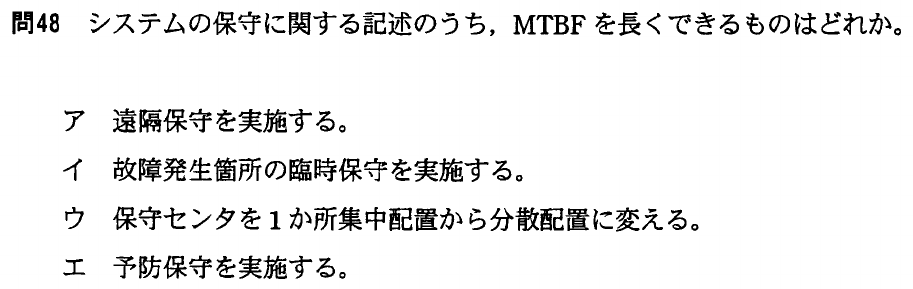 問48 システムの保守に関する記述のうち，MTBF を長くできるものはどれか。
ア 遠隔保守を実施する。
イ 故障発生箇所の臨時保守を実施する。
ウ 保守センタを1か所集中配置から分散配置に変える。
エ 予防保守を実施する。